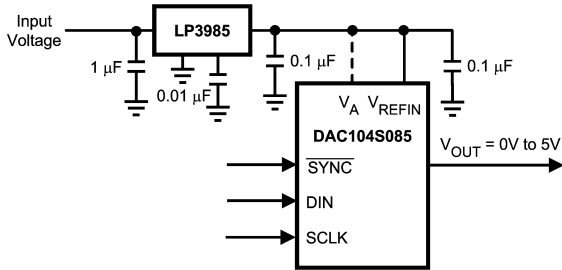 Input
Voltage
LP3985
1 µF
0.01 µF
0.1 µF
0.1 µF
VA VREFIN
DAC104S085
SYNC
DIN
SCLK
VOUT = 0V to 5V